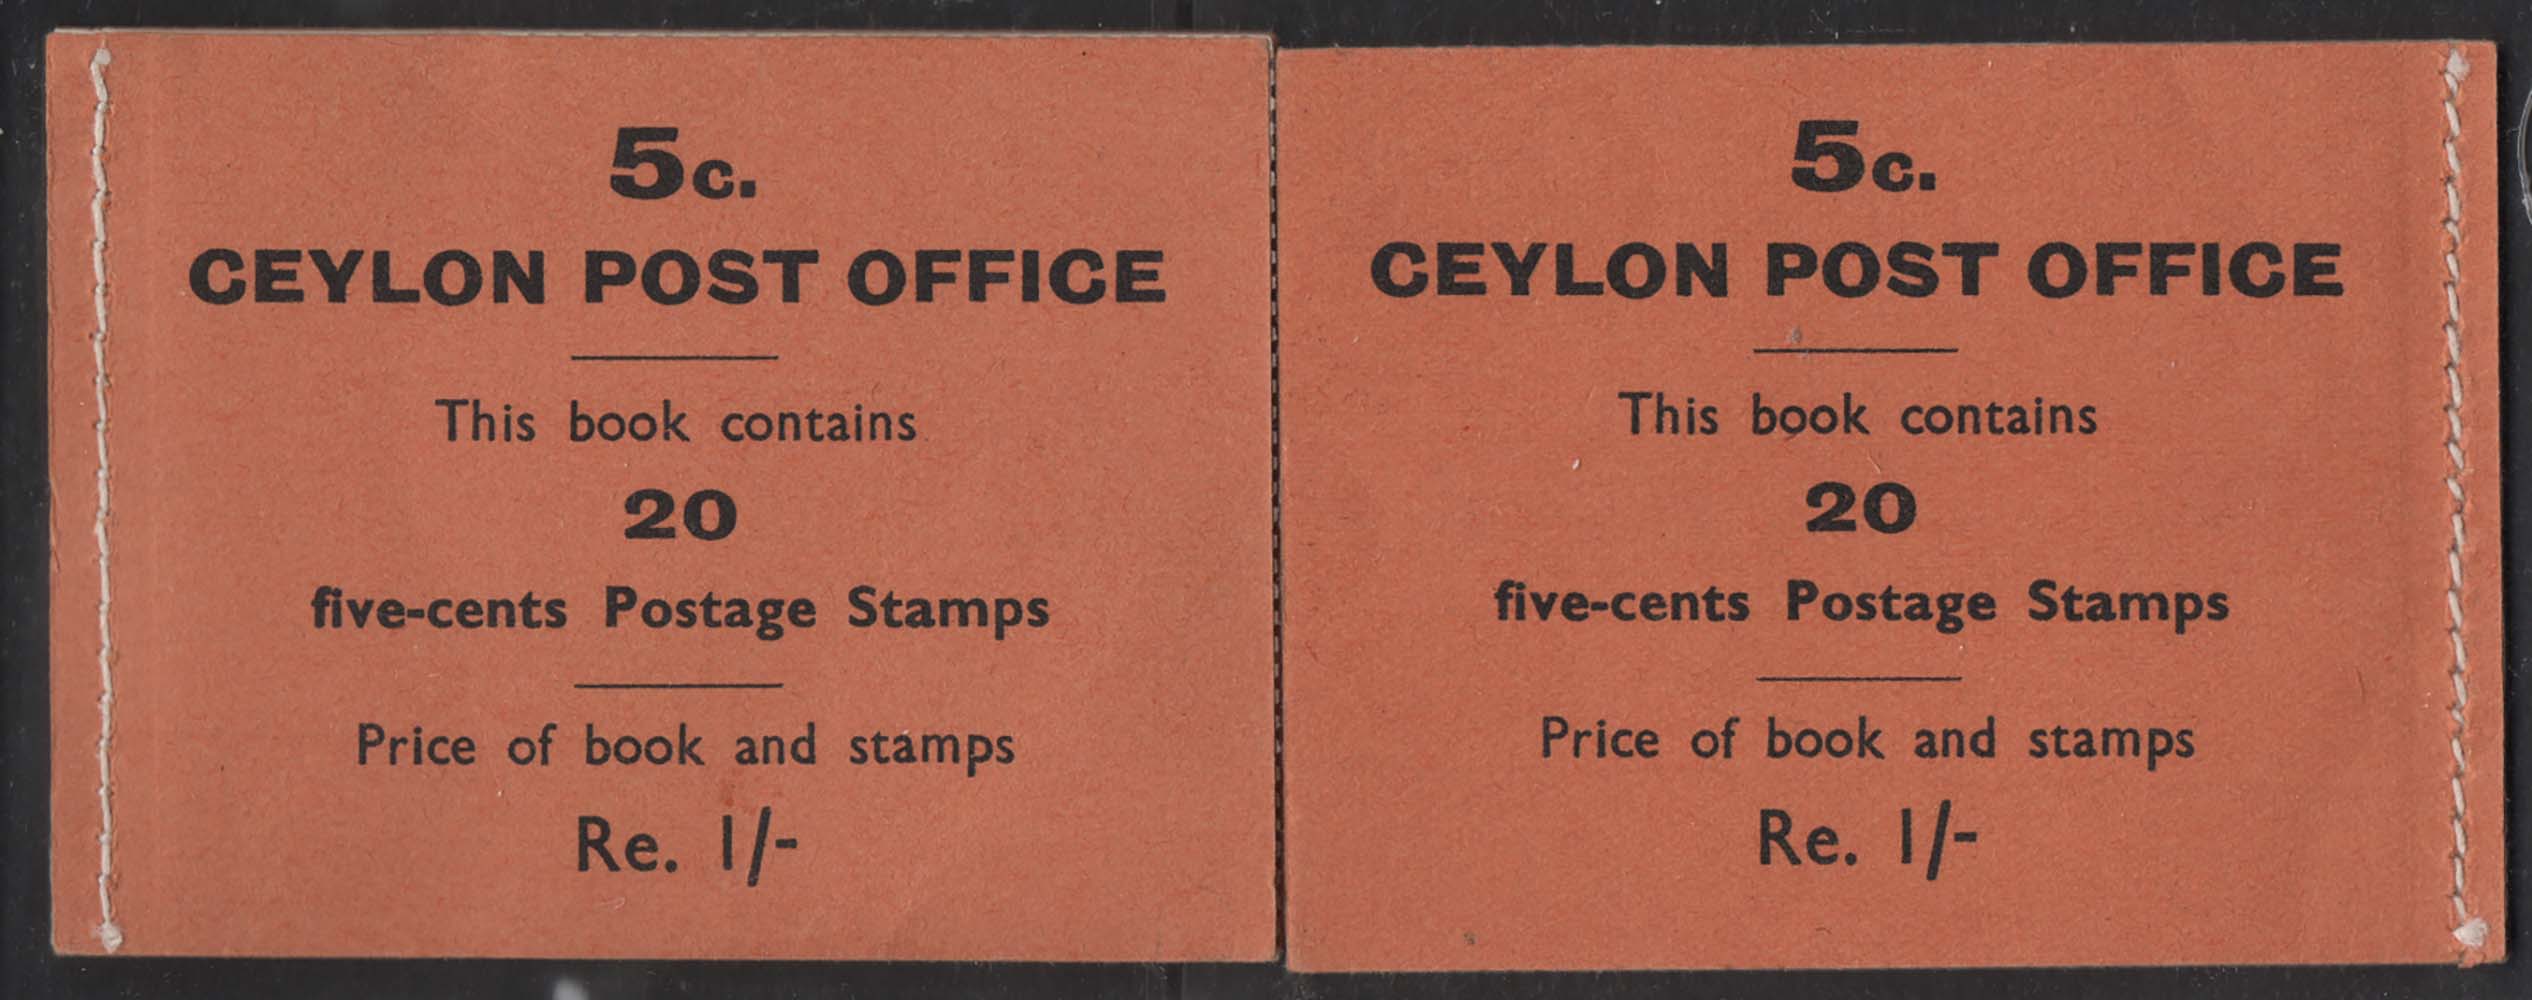 5c.
CEYLON POST OFFICE
This book contains
20
five-cents Postage Stamps
Price of book and stamps
Re. 1/-
5c.
CEYLON POST OFFICE
This book contains
20
five-cents Postage Stamps
Price of book and stamps
Re. 1/-